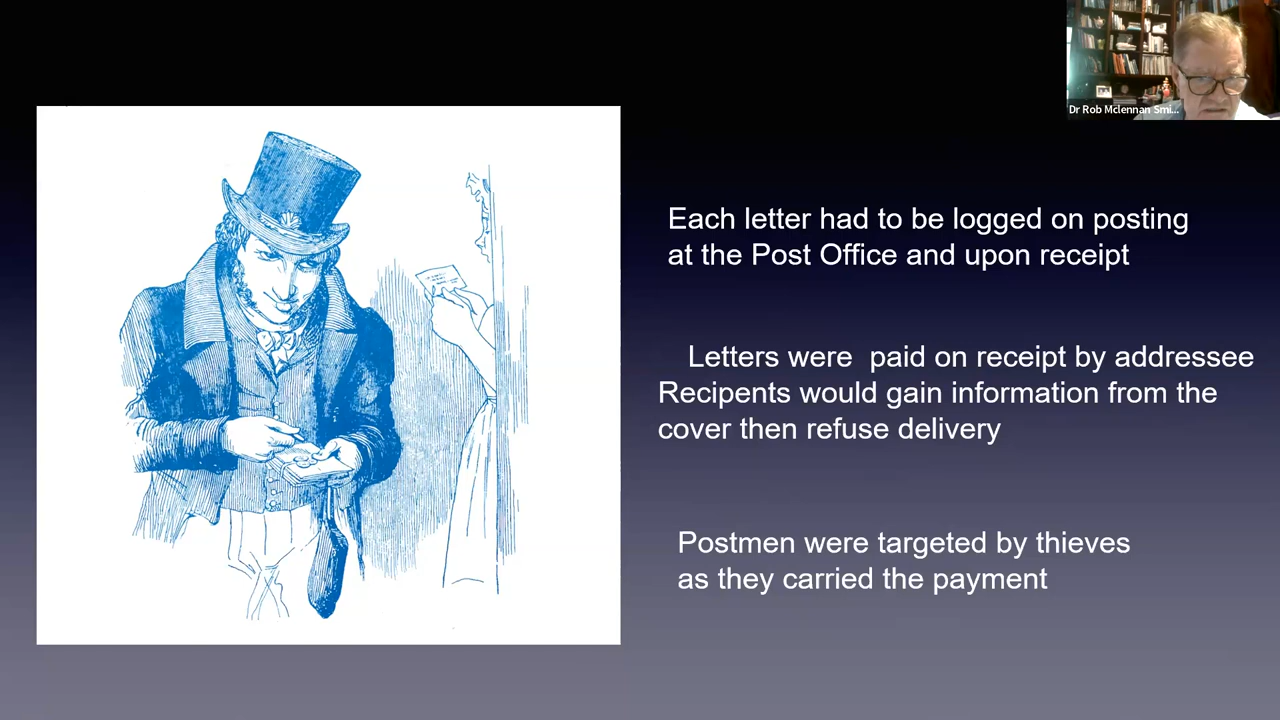 Dr Rob Mclennan Smi...
Each letter had to be logged on posting
at the Post Office and upon receipt
Letters were paid on receipt by addressee
Recipents would gain information from the
cover then refuse delivery
Postmen were targeted by thieves
as they carried the payment